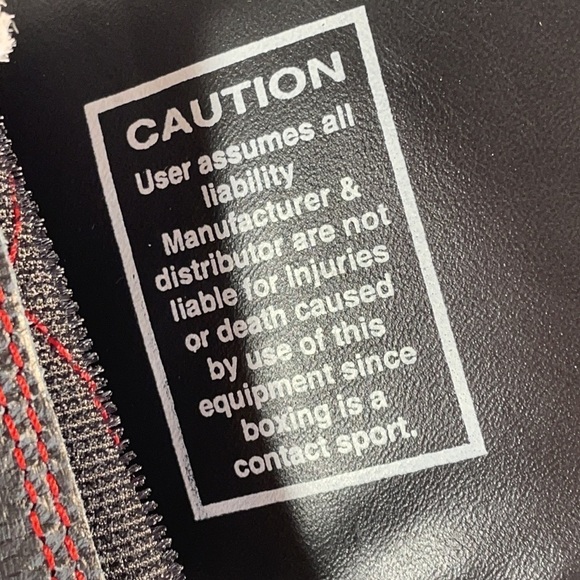 CAUTION
User assumes all
liability
Manufacturer &
distributor are not
liable for Injuries
or death caused
by use of this
equipment since
boxing is a
contact sport.